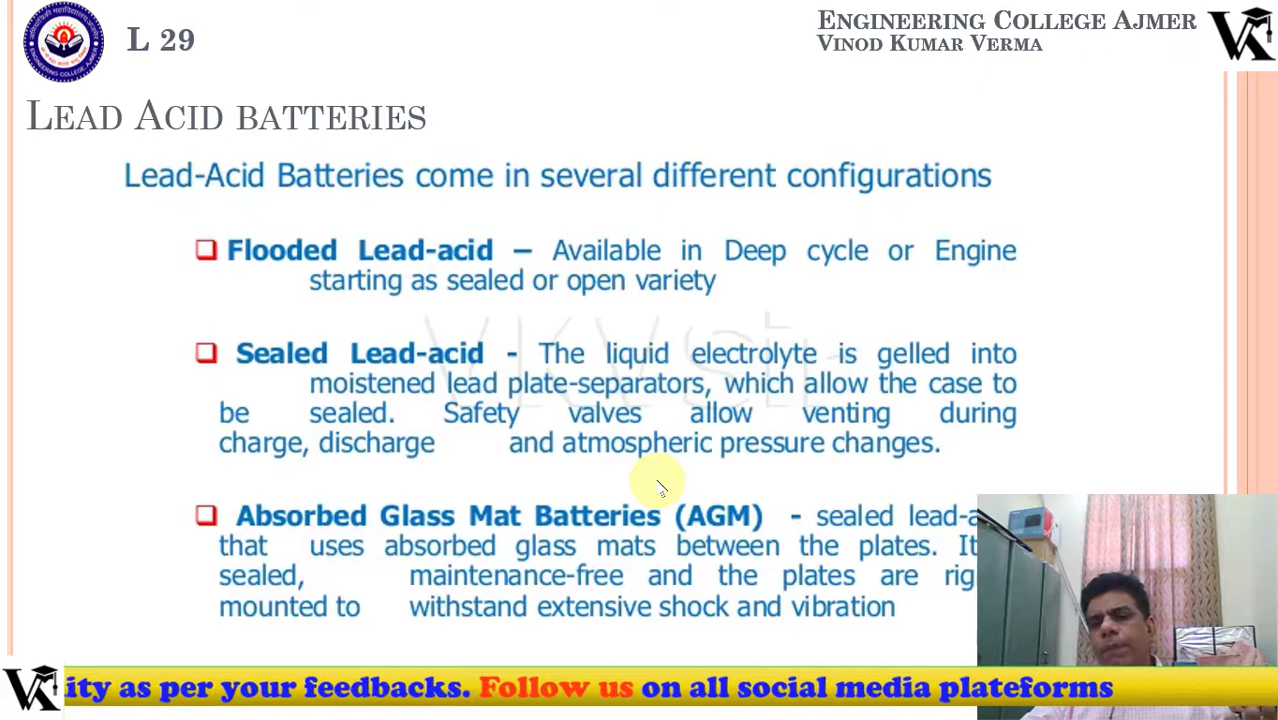 L 29
ENGINEERING COLLEGE AJMER
VINOD KUMAR VERMA
LEAD ACID BATTERIES
Lead-Acid Batteries come in several different configurations
Flooded Lead-acid – Available in Deep cycle or Engine
starting as sealed or open variety
Sealed Lead-acid - The liquid electrolyte is gelled into
moistened lead plate-separators, which allow the case to
be sealed. Safety valves allow venting during
charge, discharge and atmospheric pressure changes.
Absorbed Glass Mat Batteries (AGM) - sealed lead-a
that uses absorbed glass mats between the plates. It
sealed, maintenance-free and the plates are rig
mounted to withstand extensive shock and vibration
ity as per your feedbacks. Follow us on all social media plateforms